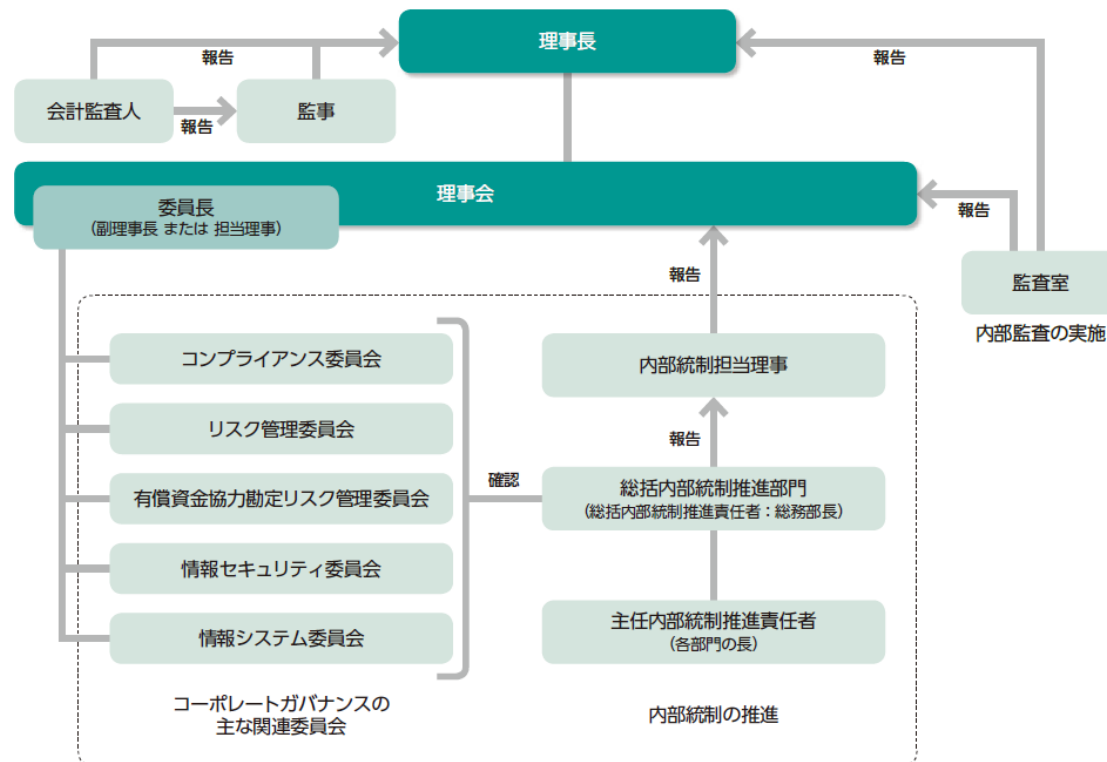 理事長
報告
報告
会計監査人
報告
監事
理事会
委員長
（副理事長 または 担当理事）
報告
監査室
内部監査の実施
報告
コンプライアンス委員会
リスク管理委員会
有償資金協力勘定リスク管理委員会
情報セキュリティ委員会
情報システム委員会
コーポレートガバナンスの
主な関連委員会
確認
内部統制担当理事
報告
総括内部統制推進部門
（総括内部統制推進責任者：総務部長）
主任内部統制推進責任者
（各部門の長）
内部統制の推進